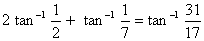 2 tan⁻¹ 1/2 + tan⁻¹ 1/7 = tan⁻¹ 31/17